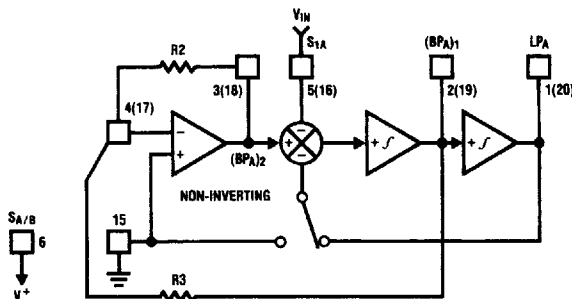 VIN
R2
S1A
(BPA)1
LPA
3(18)
5(16)
2(19)
1(20)
4(17)
−
+
+
−
−
+ ∫
+ ∫
(BPA)2
NON-INVERTING
SA/B
6
15
V+
R3